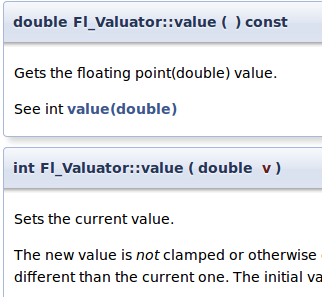 double Fl_Valuator::value ( ) const
Gets the floating point(double) value.
See int value(double)
int Fl_Valuator::value ( double v )
Sets the current value.
The new value is not clamped or otherwise
different than the current one. The initial va